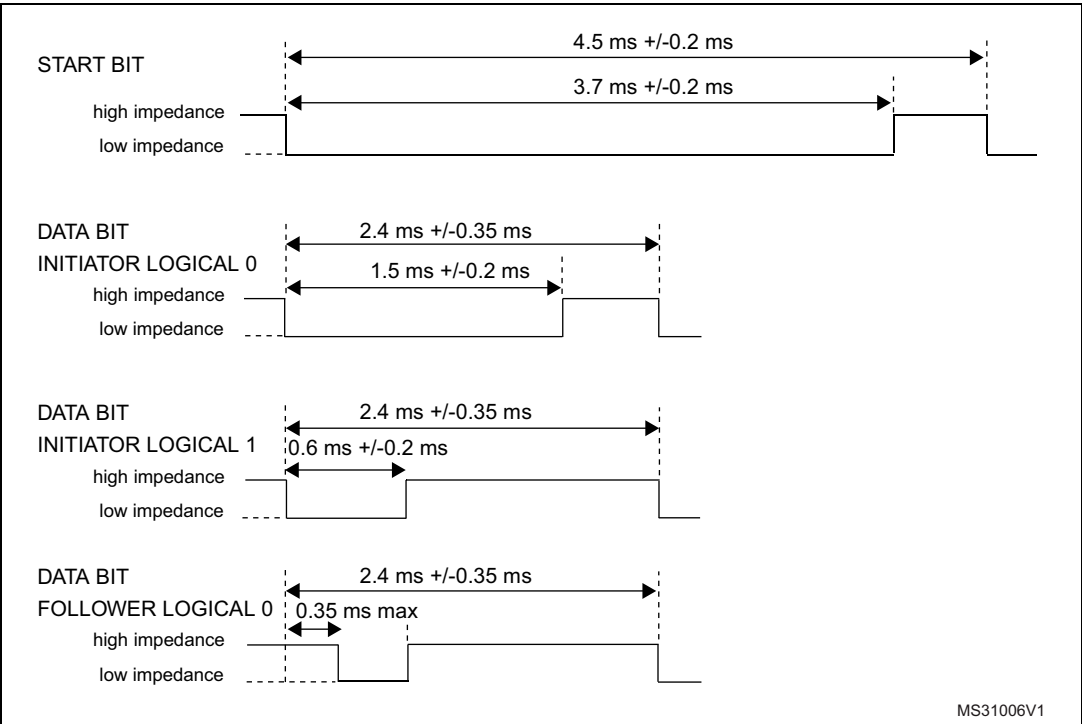 START BIT
4.5 ms +/-0.2 ms
3.7 ms +/-0.2 ms
high impedance
low impedance
DATA BIT
INITIATOR LOGICAL 0
2.4 ms +/-0.35 ms
1.5 ms +/-0.2 ms
high impedance
low impedance
DATA BIT
INITIATOR LOGICAL 1
2.4 ms +/-0.35 ms
0.6 ms +/-0.2 ms
high impedance
low impedance
DATA BIT
FOLLOWER LOGICAL 0
2.4 ms +/-0.35 ms
0.35 ms max
high impedance
low impedance
MS31006V1